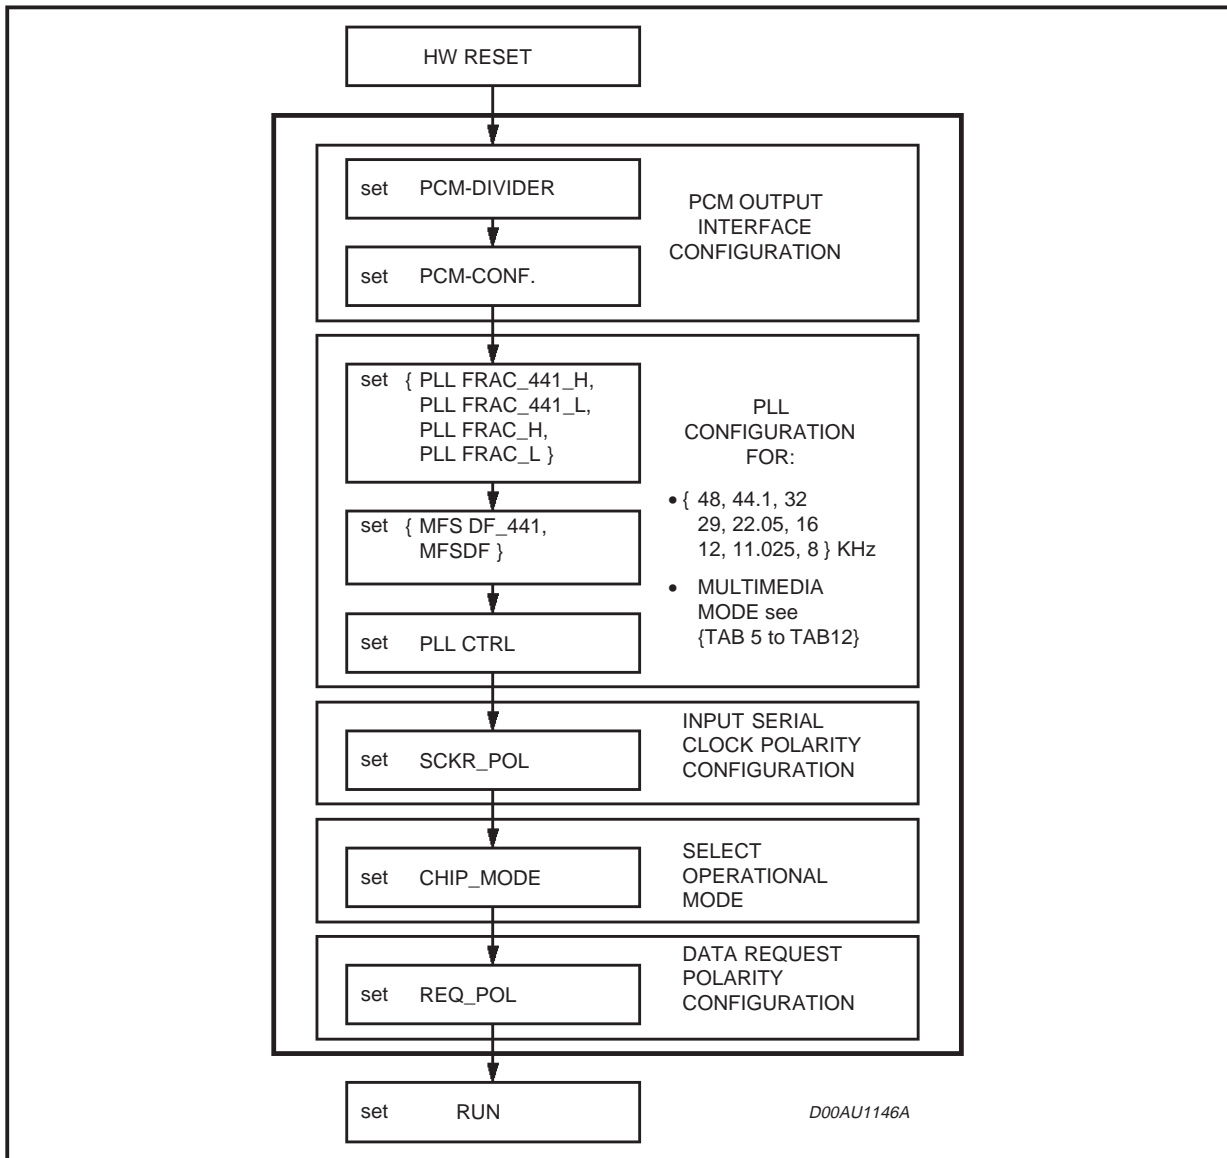 HW RESET
set PCM-DIVIDER
set PCM-CONF.
PCM OUTPUT
INTERFACE
CONFIGURATION
set { PLL FRAC_441_H,
PLL FRAC_441_L,
PLL FRAC_H,
PLL FRAC_L }
set { MFS DF_441,
MFSDF }
set PLL CTRL
PLL
CONFIGURATION
FOR:
• { 48, 44.1, 32
29, 22.05, 16
12, 11.025, 8 } KHz
• MULTIMEDIA
MODE see
{TAB 5 to TAB12}
set SCKR_POL
INPUT SERIAL
CLOCK POLARITY
CONFIGURATION
set CHIP_MODE
SELECT
OPERATIONAL
MODE
set REQ_POL
DATA REQUEST
POLARITY
CONFIGURATION
set RUN
D00AU1146A